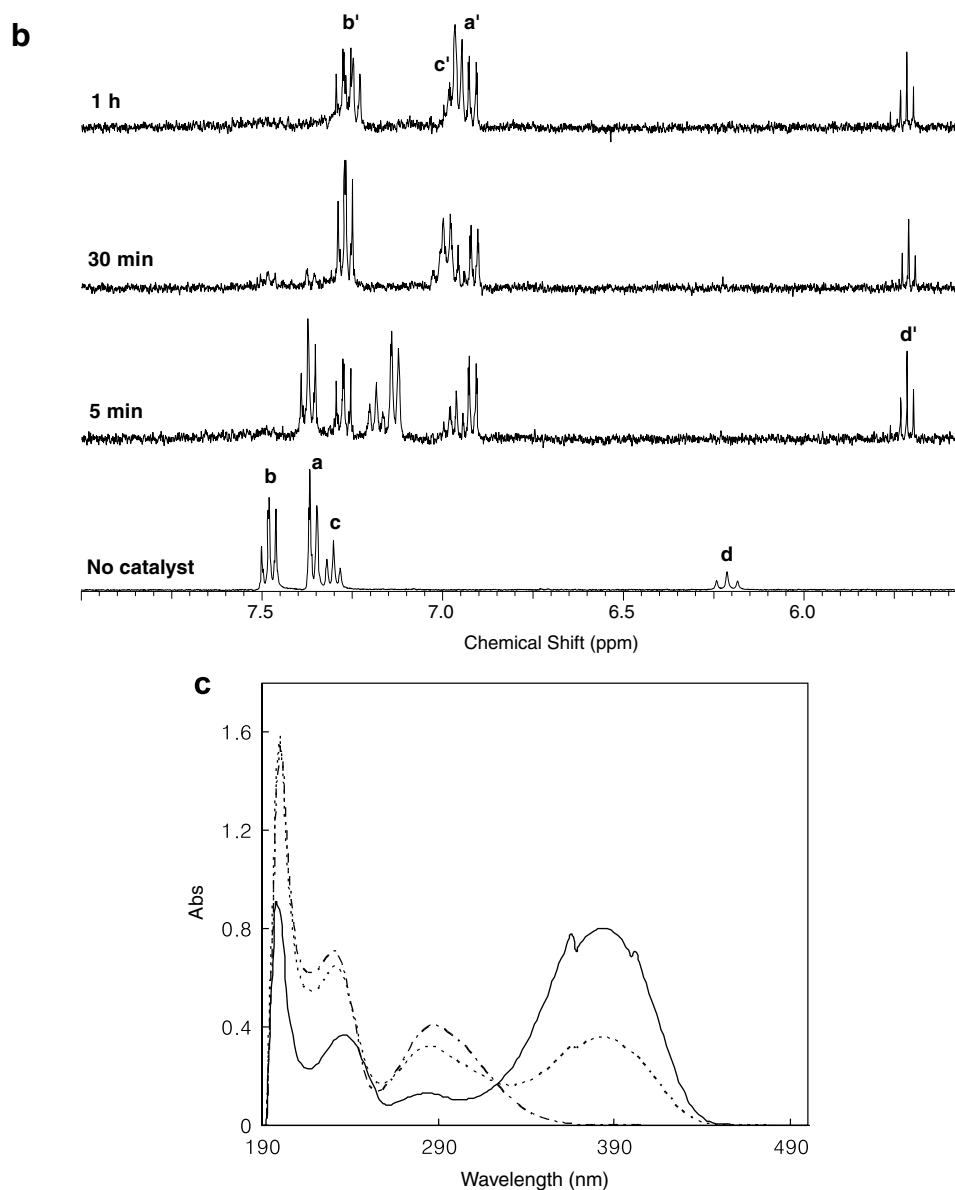 b
b'
a'
c'
1 h
30 min
d'
5 min
b
a
c
d
No catalyst
7.5
7.0
6.5
6.0
Chemical Shift (ppm)
c
1.6
1.2
0.8
0.4
0
Abs
190
290
390
490
Wavelength (nm)